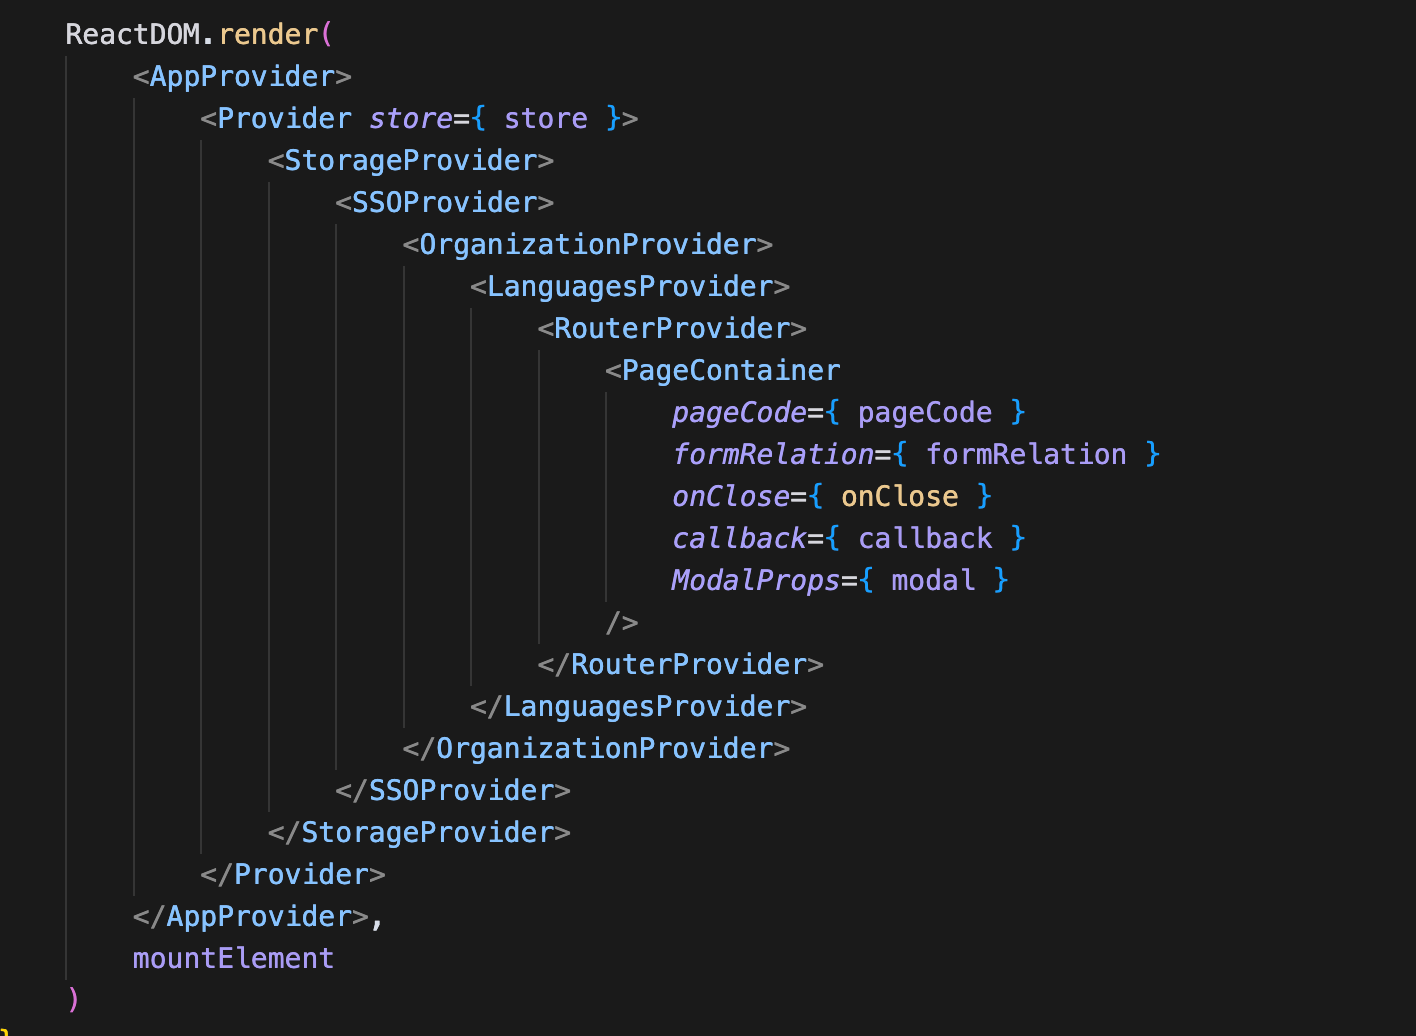 ReactDOM.render(
<AppProvider>
<Provider store={ store }>
<StorageProvider>
<SSOProvider>
<OrganizationProvider>
<LanguagesProvider>
<RouterProvider>
<PageContainer
pageCode={ pageCode }
formRelation={ formRelation }
onClose={ onClose }
callback={ callback }
ModalProps={ modal }
/>
</RouterProvider>
</LanguagesProvider>
</OrganizationProvider>
</SSOProvider>
</StorageProvider>
</Provider>
</AppProvider>,
mountElement
)
}